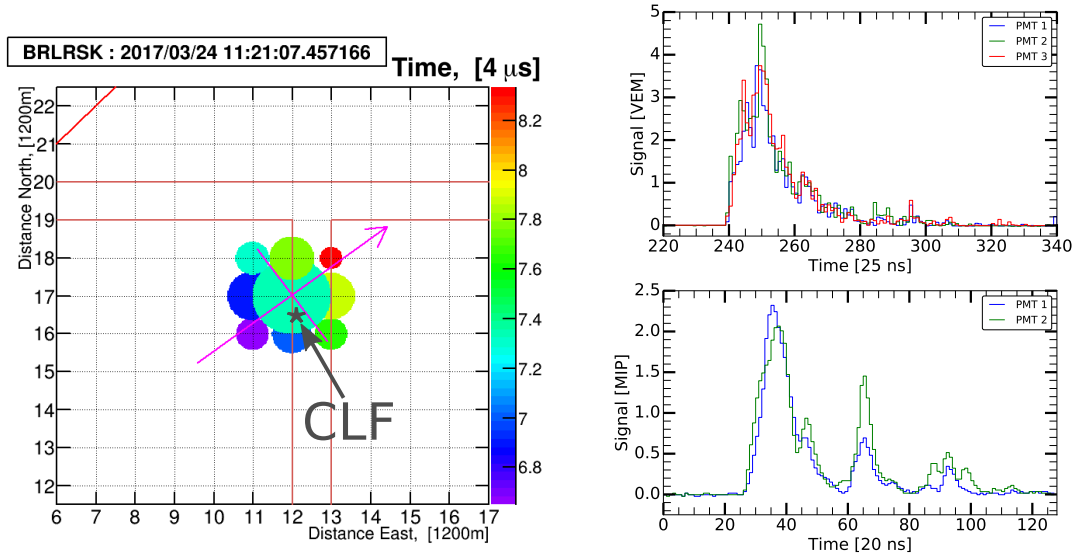 BRLRSK : 2017/03/24 11:21:07.457166
Time, [4 μs]
Distance North, [1200m]
22
21
20
19
18
17
16
15
14
13
12
6 7 8 9 10 11 12 13 14 15 16 17
Distance East, [1200m]
CLF
8.2
8
7.8
7.6
7.4
7.2
7
6.8
Signal [VEM]
5
4
3
2
1
0
220 240 260 280 300 320 340
Time [25 ns]
PMT 1
PMT 2
PMT 3
Signal [MIP]
2.5
2.0
1.5
1.0
0.5
0.0
0 20 40 60 80 100 120
Time [20 ns]
PMT 1
PMT 2